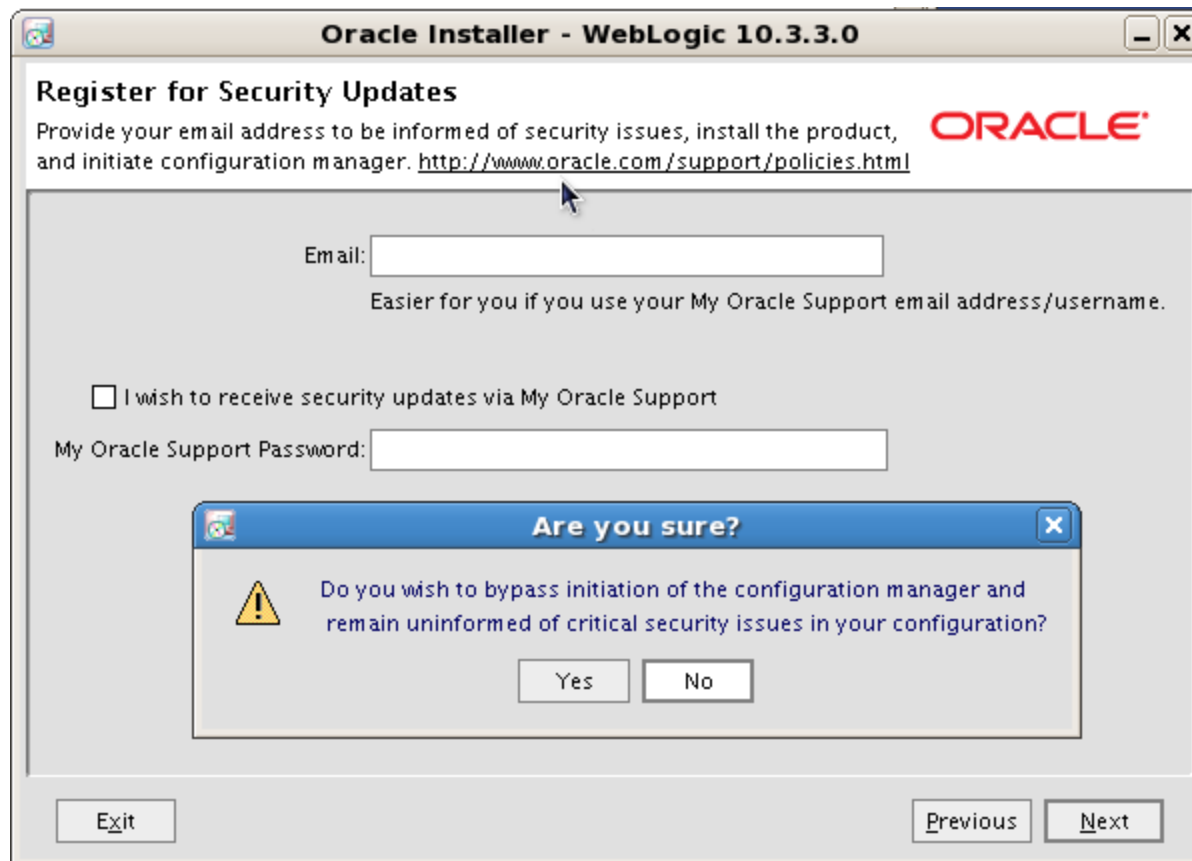 Oracle Installer - WebLogic 10.3.3.0
Register for Security Updates
Provide your email address to be informed of security issues, install the product,
and initiate configuration manager. http://www.oracle.com/support/policies.html
ORACLE
Email:
Easier for you if you use your My Oracle Support email address/username.
I wish to receive security updates via My Oracle Support
My Oracle Support Password:
Are you sure?
Do you wish to bypass initiation of the configuration manager and
remain uninformed of critical security issues in your configuration?
Yes No
Exit Previous Next